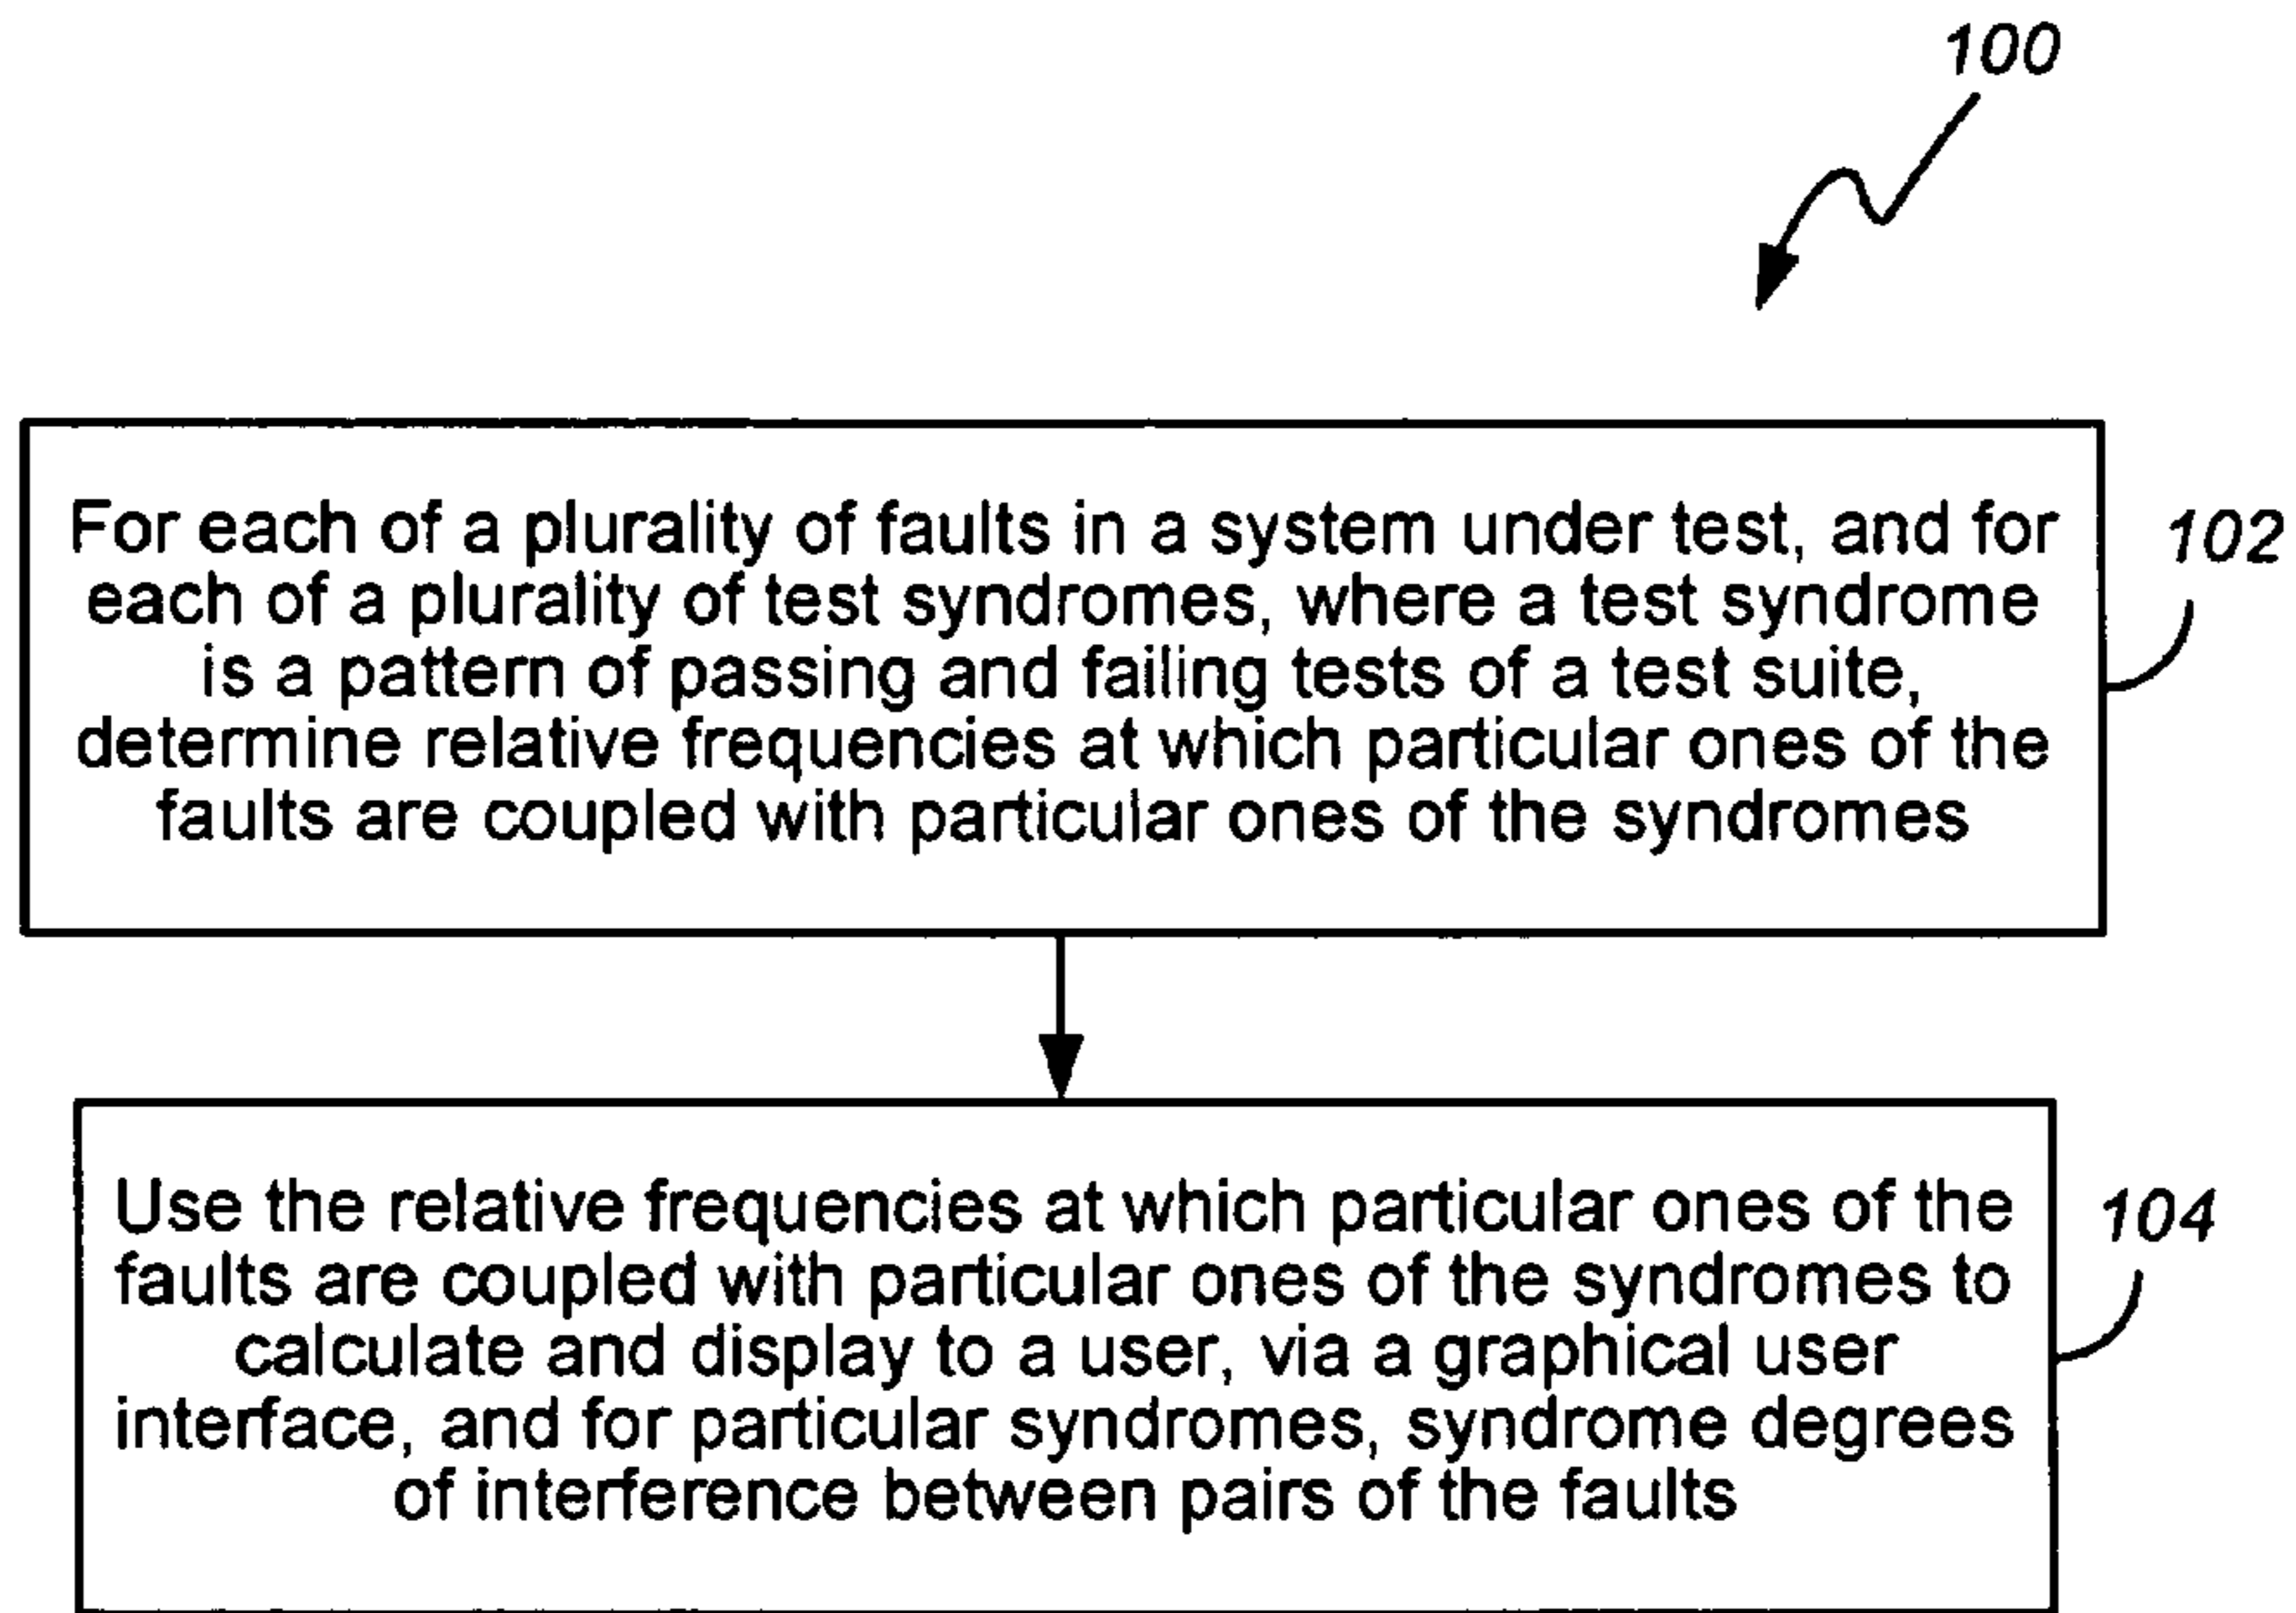 100
For each of a plurality of faults in a system under test, and for
each of a plurality of test syndromes, where a test syndrome
is a pattern of passing and failing tests of a test suite,
determine relative frequencies at which particular ones of the
faults are coupled with particular ones of the syndromes
102
Use the relative frequencies at which particular ones of the
faults are coupled with particular ones of the syndromes to
calculate and display to a user, via a graphical user
interface, and for particular syndromes, syndrome degrees
of interference between pairs of the faults
104